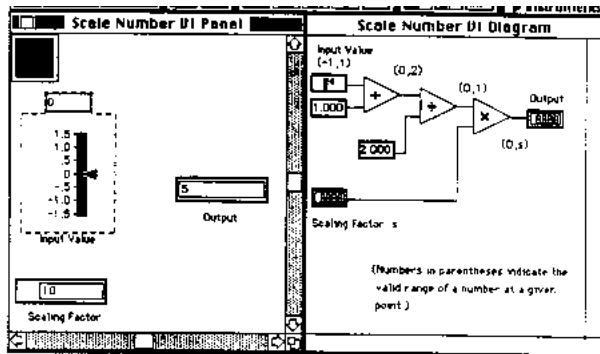 Scale Number VI Panel
0
1.5
1.0
.5
0
-.5
-1.0
-1.5
Input Value
5
Output
10
Scaling Factor
Scale Number VI Diagram
Input Value
(-1,1)
(0,2)
(0,1)
Output
1.000
+
÷
×
(0,s)
2.000
Scaling Factor s
(Numbers in parentheses indicate the
valid range of a number at a given
point.)